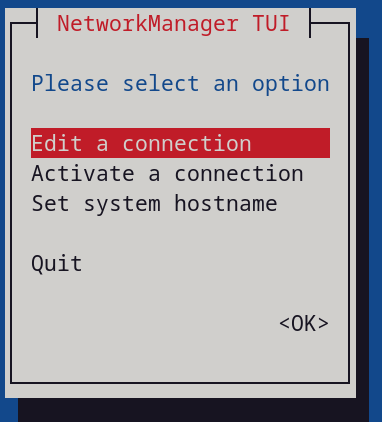 NetworkManager TUI
Please select an option
Edit a connection
Activate a connection
Set system hostname
Quit
<OK>